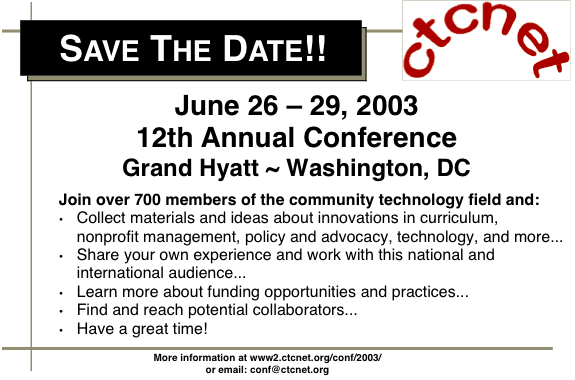 SAVE THE DATE!!
ctcnet
June 26 – 29, 2003
12th Annual Conference
Grand Hyatt ~ Washington, DC
Join over 700 members of the community technology field and:
• Collect materials and ideas about innovations in curriculum,
nonprofit management, policy and advocacy, technology, and more...
• Share your own experience and work with this national and
international audience...
• Learn more about funding opportunities and practices...
• Find and reach potential collaborators...
• Have a great time!
More information at www2.ctcnet.org/conf/2003/
or email: conf@ctcnet.org